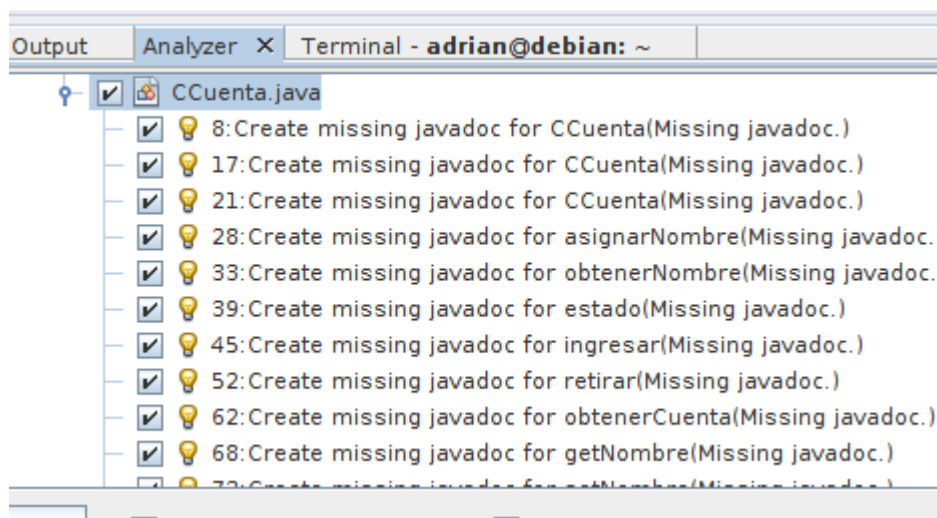 Output Analyzer Terminal - adrian@debian: ~
CCuenta.java
8:Create missing javadoc for CCuenta(Missing javadoc.)
17:Create missing javadoc for CCuenta(Missing javadoc.)
21:Create missing javadoc for CCuenta(Missing javadoc.)
28:Create missing javadoc for asignarNombre(Missing javadoc.
33:Create missing javadoc for obtenerNombre(Missing javadoc.
39:Create missing javadoc for estado(Missing javadoc.)
45:Create missing javadoc for ingresar(Missing javadoc.)
52:Create missing javadoc for retirar(Missing javadoc.)
62:Create missing javadoc for obtenerCuenta(Missing javadoc.)
68:Create missing javadoc for getNombre(Missing javadoc.)